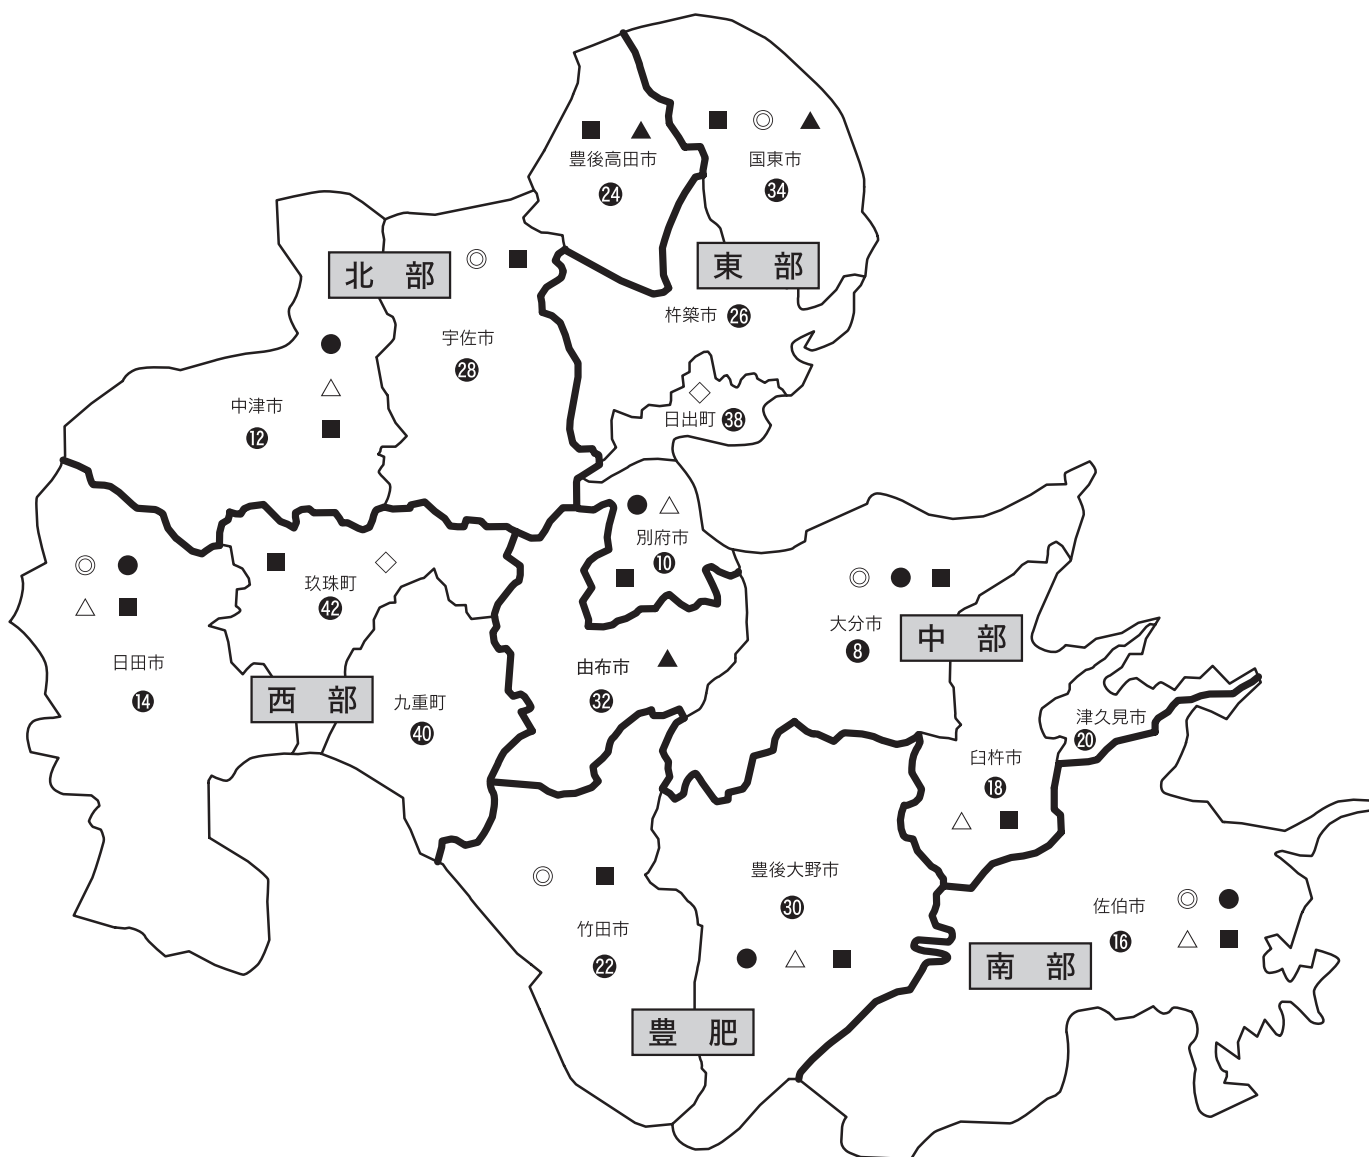 豊後高田市
24
国東市
34
北 部
東 部
宇佐市
28
杵築市 26
日出町 38
中津市
12
別府市
10
玖珠町
42
大分市
8
中 部
日田市
14
由布市
32
西 部
九重町
40
津久見市
20
臼杵市
18
豊後大野市
30
竹田市
22
佐伯市
16
南 部
豊 肥